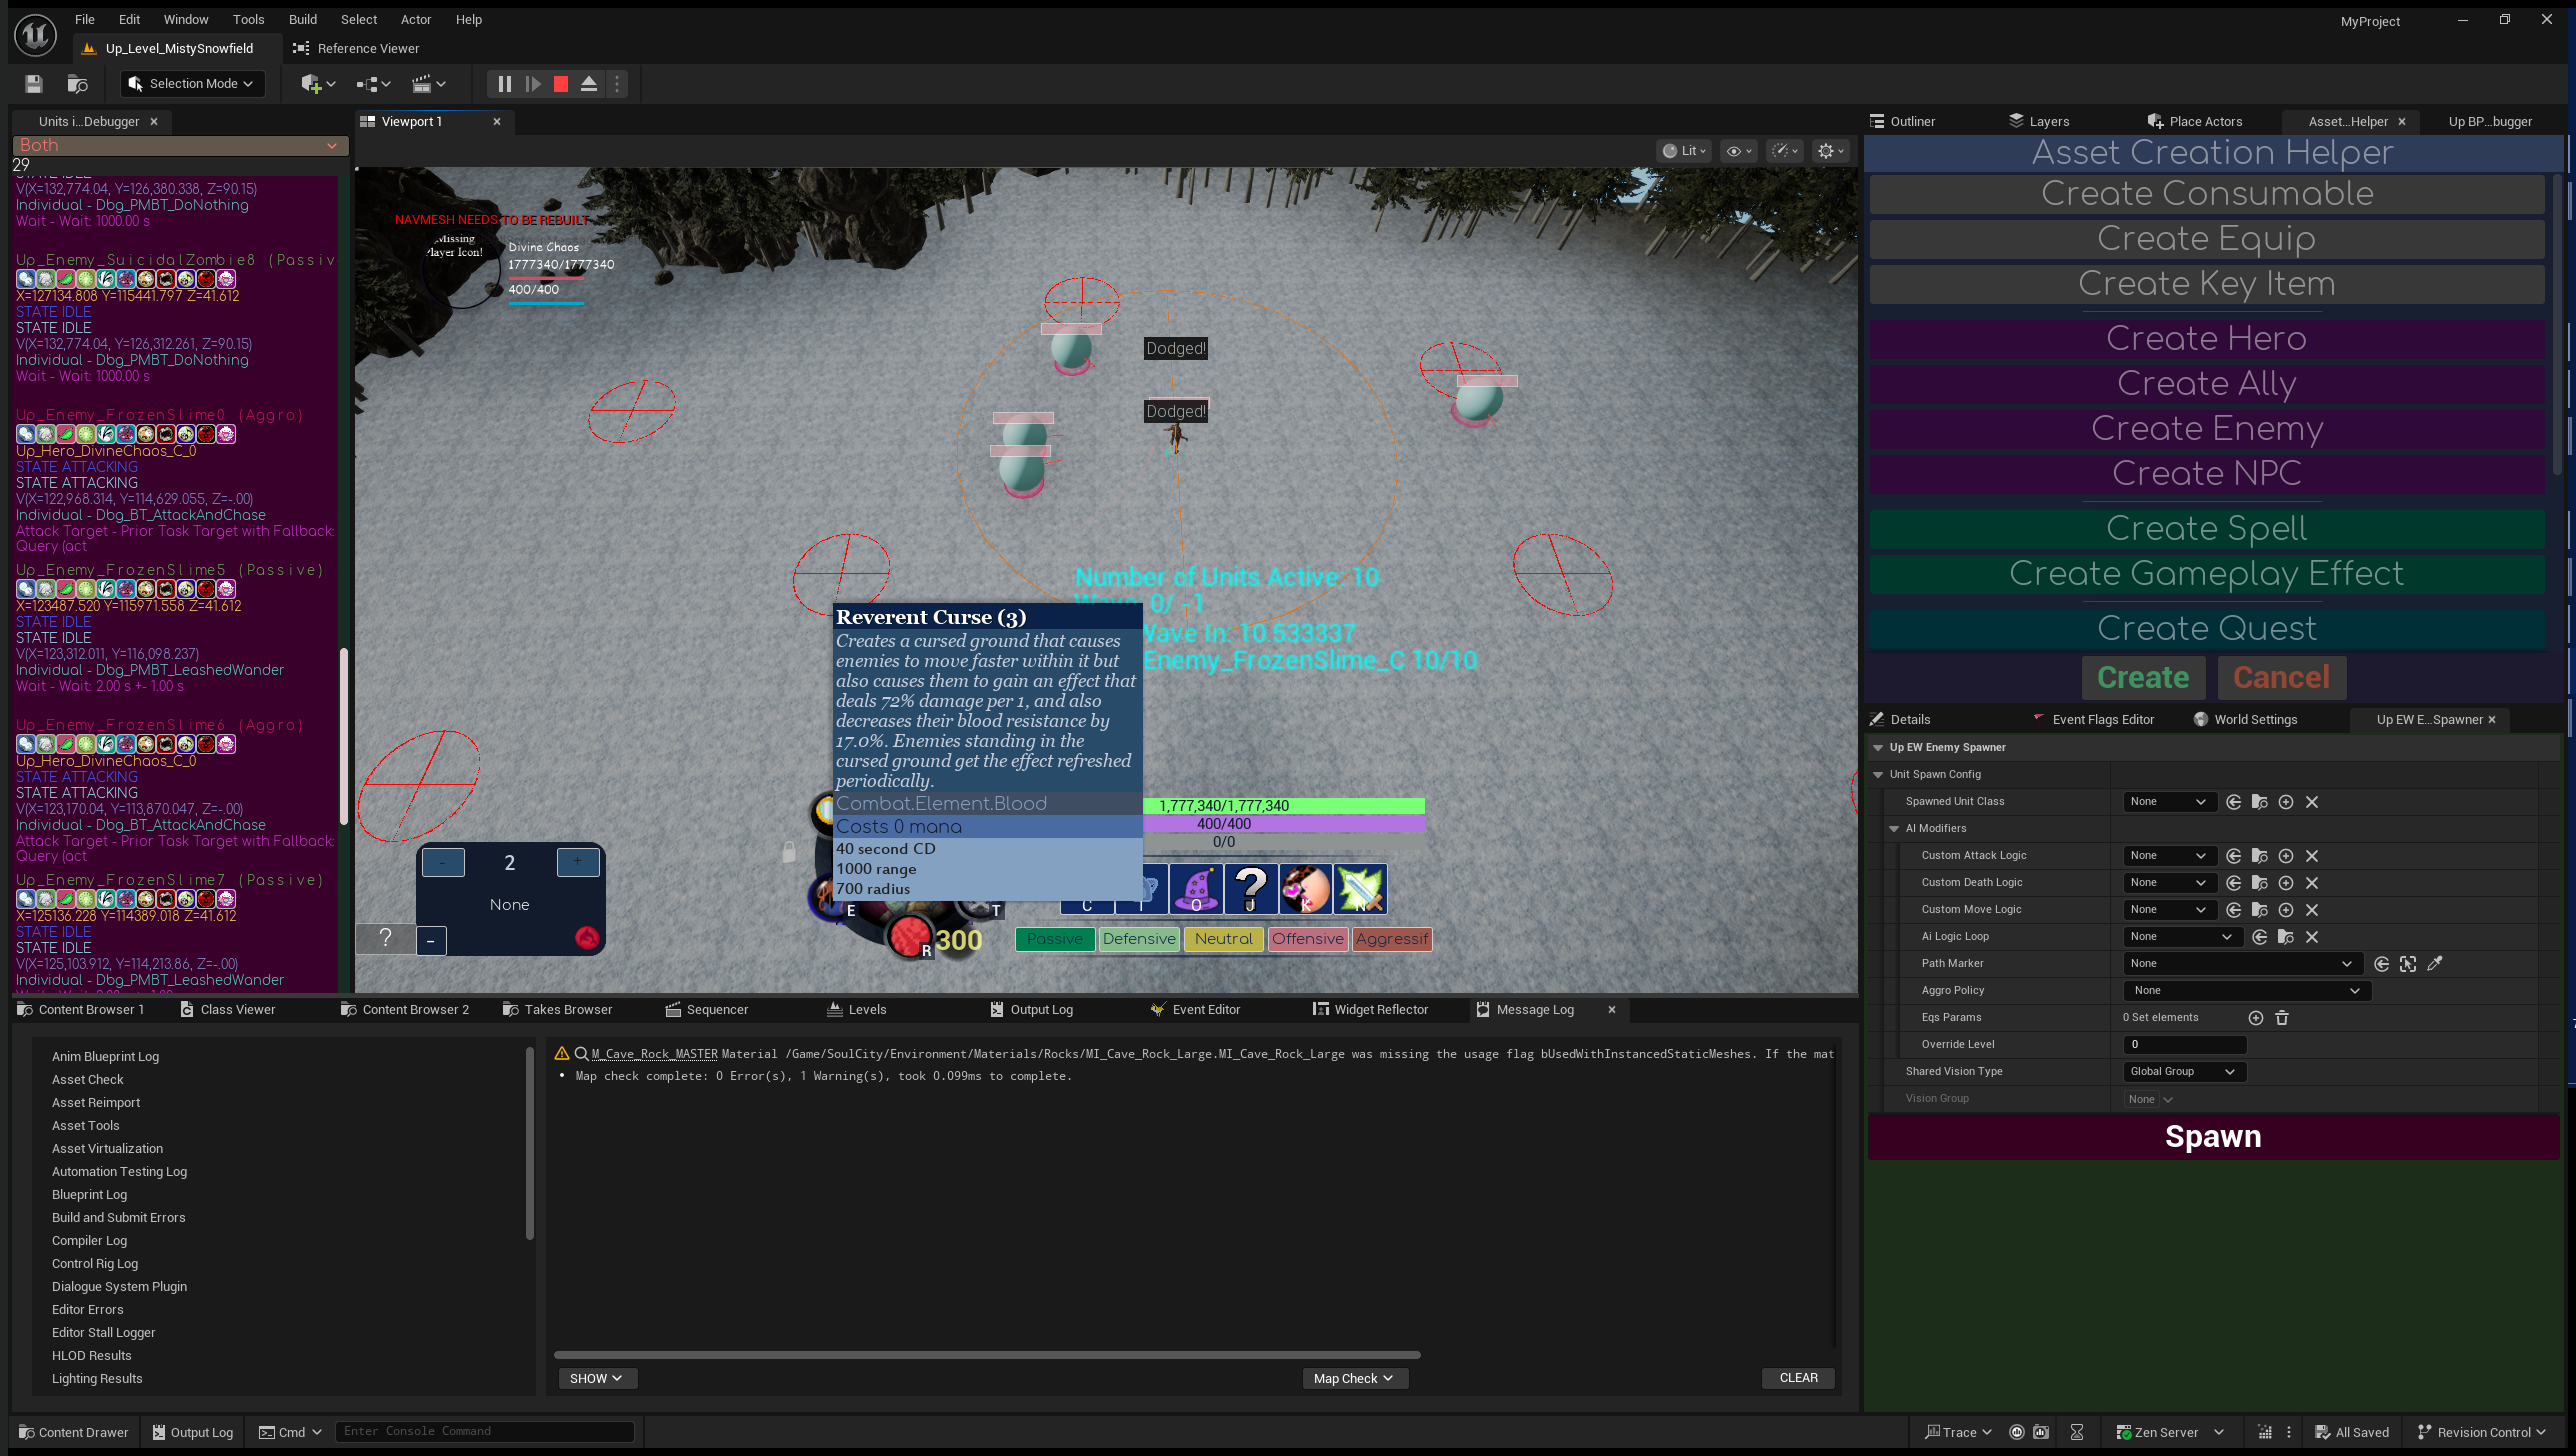 File Edit Window Tools Build Select Actor Help
MyProject
Up_Level_MistySnowfield
Reference Viewer
Selection Mode
Units i...Debugger
Both
29
STATE IDLE
V(X=132,774.04, Y=126,380.338, Z=90.15)
Individual - Dbg_PMBT_DoNothing
Wait - Wait: 1000.00 s
Up_Enemy_SuicidalZombie8 (Passiv
X=127134.808 Y=115441.797 Z=41.612
STATE IDLE
STATE IDLE
V(X=132,774.04, Y=126,312.261, Z=90.15)
Individual - Dbg_PMBT_DoNothing
Wait - Wait: 1000.00 s
Up_Enemy_FrozenSlime0 (Aggro)
Up_Hero_DivineChaos_C_0
STATE ATTACKING
STATE ATTACKING
V(X=122,968.314, Y=114,629.055, Z=-.00)
Individual - Dbg_BT_AttackAndChase
Attack Target - Prior Task Target with Fallback:
Query (act
Up_Enemy_FrozenSlime5 (Passive)
X=123487.520 Y=115971.558 Z=41.612
STATE IDLE
STATE IDLE
V(X=123,312.011, Y=116,098.237)
Individual - Dbg_PMBT_LeashedWander
Wait - Wait: 2.00 s +- 1.00 s
Up_Enemy_FrozenSlime6 (Aggro)
Up_Hero_DivineChaos_C_0
STATE ATTACKING
STATE ATTACKING
V(X=123,170.04, Y=113,870.047, Z=-.00)
Individual - Dbg_BT_AttackAndChase
Attack Target - Prior Task Target with Fallback:
Query (act
Up_Enemy_FrozenSlime7 (Passive)
X=125136.228 Y=114389.018 Z=41.612
STATE IDLE
STATE IDLE
V(X=125,103.912, Y=114,213.86, Z=-.00)
Individual - Dbg_PMBT_LeashedWander
Viewport 1
Lit
NAVMESH NEEDS TO BE REBUILT
Missing
Player Icon!
Divine Chaos
1777340/1777340
400/400
Dodged!
Dodged!
Number of Units Active: 10
Wave: 0/ -1
Wave In: 10.533337
Enemy_FrozenSlime_C 10/10
Reverent Curse (3)
Creates a cursed ground that causes
enemies to move faster within it but
also causes them to gain an effect that
deals 72% damage per 1, and also
decreases their blood resistance by
17.0%. Enemies standing in the
cursed ground get the effect refreshed
periodically.
Combat.Element.Blood
Costs 0 mana
40 second CD
1000 range
700 radius
1,777,340/1,777,340
400/400
0/0
- 2 +
None
? -
E R T
300
C I O J K N
Passive Defensive Neutral Offensive Aggressif
Outliner
Layers
Place Actors
Asset...Helper
Up BP...bugger
Asset Creation Helper
Create Consumable
Create Equip
Create Key Item
Create Hero
Create Ally
Create Enemy
Create NPC
Create Spell
Create Gameplay Effect
Create Quest
Create Cancel
Details
Event Flags Editor
World Settings
Up EW E...Spawner
Up EW Enemy Spawner
Unit Spawn Config
Spawned Unit Class None
AI Modifiers
Custom Attack Logic None
Custom Death Logic None
Custom Move Logic None
Ai Logic Loop None
Path Marker None
Aggro Policy None
Eqs Params 0 Set elements
Override Level 0
Shared Vision Type Global Group
Vision Group None
Spawn
Content Browser 1
Class Viewer
Content Browser 2
Takes Browser
Sequencer
Levels
Output Log
Event Editor
Widget Reflector
Message Log
Anim Blueprint Log
Asset Check
Asset Reimport
Asset Tools
Asset Virtualization
Automation Testing Log
Blueprint Log
Build and Submit Errors
Compiler Log
Control Rig Log
Dialogue System Plugin
Editor Errors
Editor Stall Logger
HLOD Results
Lighting Results
M_Cave_Rock_MASTER Material /Game/SoulCity/Environment/Materials/Rocks/MI_Cave_Rock_Large.MI_Cave_Rock_Large was missing the usage flag bUsedWithInstancedStaticMeshes. If the mat
Map check complete: 0 Error(s), 1 Warning(s), took 0.099ms to complete.
SHOW
Map Check
CLEAR
Content Drawer
Output Log
Cmd
Enter Console Command
Trace
Zen Server
All Saved
Revision Control